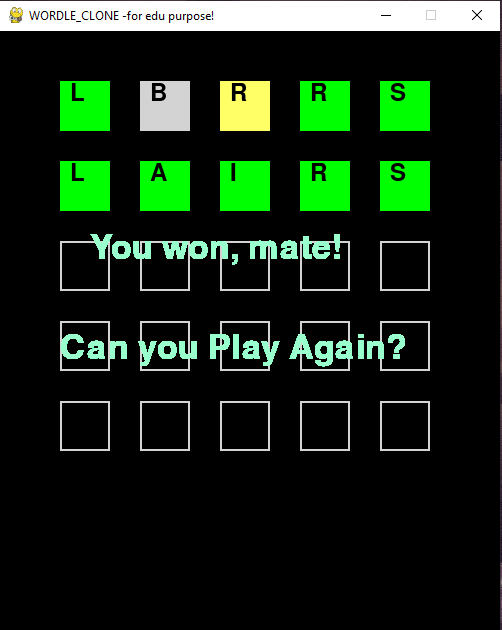 WORDLE_CLONE -for edu purpose!
L B R R S
L A I R S
You won, mate!
Can you Play Again?